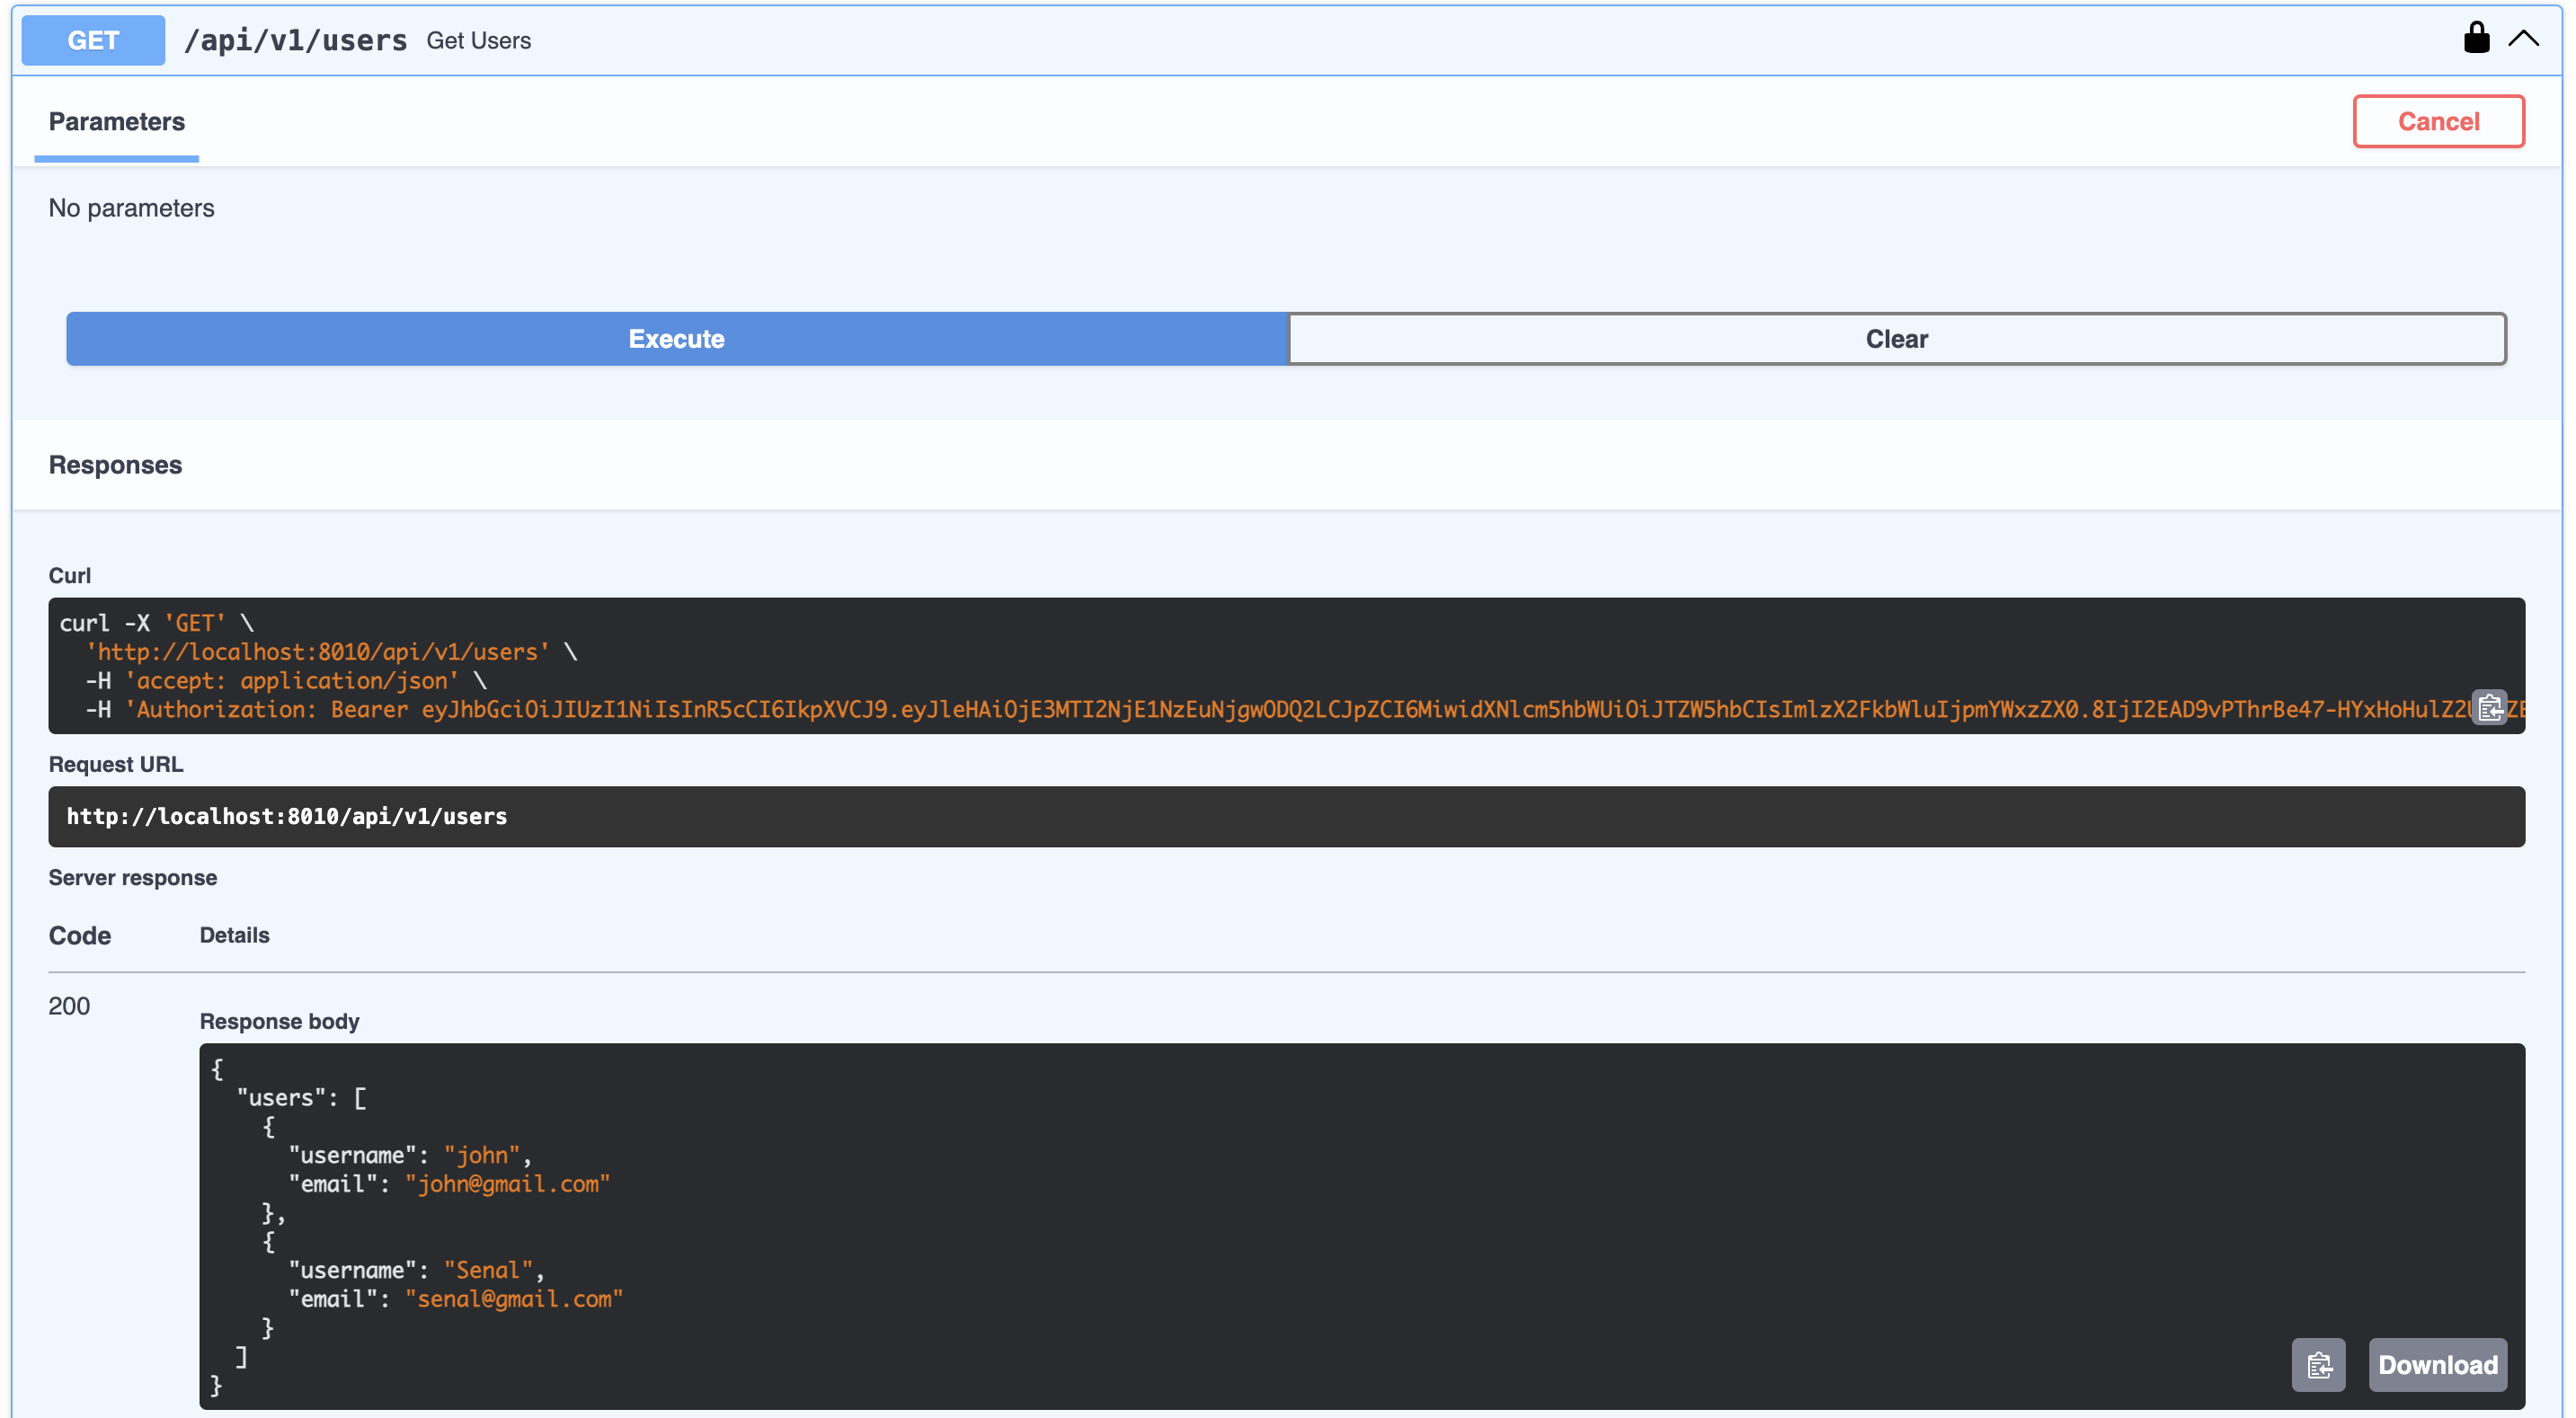 GET /api/v1/users Get Users
Parameters
Cancel
No parameters
Execute
Clear
Responses
Curl
curl -X 'GET' \
  'http://localhost:8010/api/v1/users' \
  -H 'accept: application/json' \
  -H 'Authorization: Bearer eyJhbGciOiJIUzI1NiIsInR5cCI6IkpXVCJ9.eyJleHAiOjE3MTI2NjE1NzEuNjgwODQ2LCJpZCI6MiwidXNlcm5hbWUiOiJTZW5hbCIsImlzX2FkbWluIjpmYWxzZX0.8IjI2EAD9vPThrBe47-HYxHoHulZ2
Request URL
http://localhost:8010/api/v1/users
Server response
Code Details
200
Response body
{
  "users": [
    {
      "username": "john",
      "email": "john@gmail.com"
    },
    {
      "username": "Senal",
      "email": "senal@gmail.com"
    }
  ]
}
Download